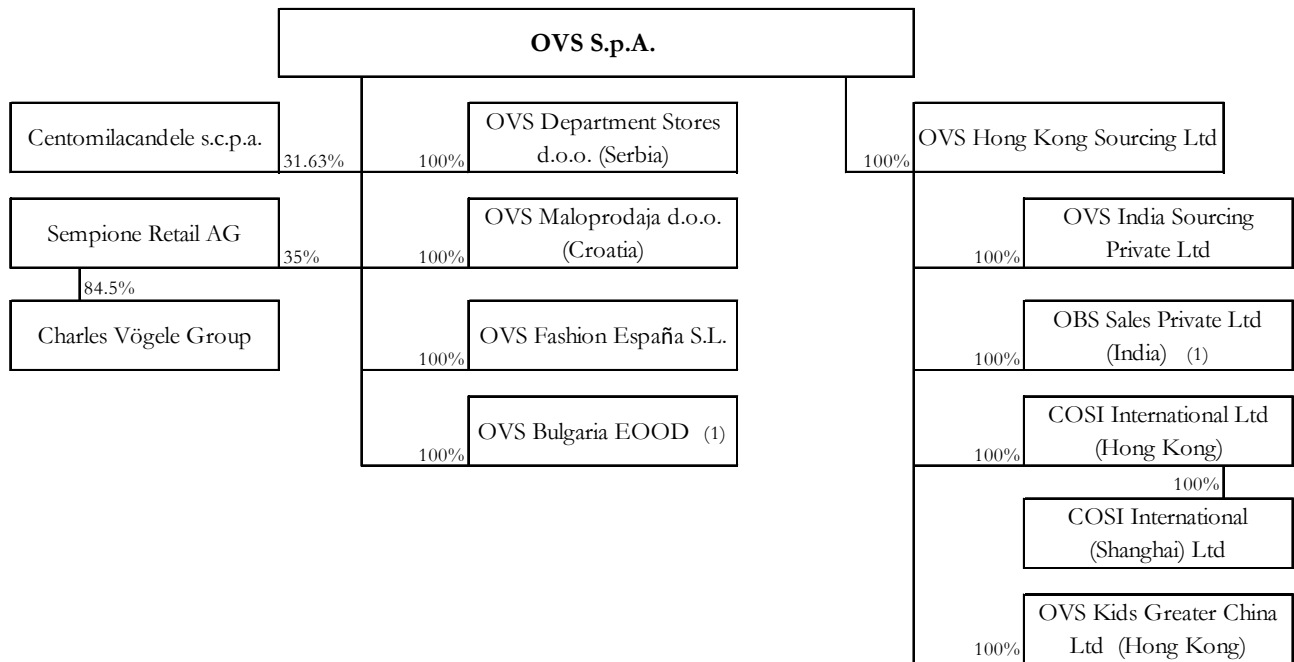 OVS S.p.A.
Centomilacandele s.c.p.a.
31.63%
100%
OVS Department Stores
d.o.o. (Serbia)
100%
OVS Hong Kong Sourcing Ltd
Sempione Retail AG
35%
100%
OVS Maloprodaja d.o.o.
(Croatia)
100%
OVS India Sourcing
Private Ltd
84.5%
Charles Vögele Group
100%
OVS Fashion España S.L.
100%
OBS Sales Private Ltd
(India) (1)
100%
OVS Bulgaria EOOD (1)
100%
COSI International Ltd
(Hong Kong)
100%
COSI International
(Shanghai) Ltd
100%
OVS Kids Greater China
Ltd (Hong Kong)